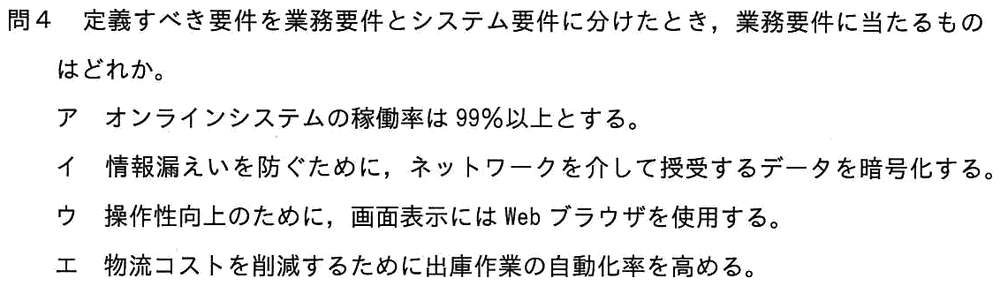 問４　定義すべき要件を業務要件とシステム要件に分けたとき，業務要件に当たるもの
はどれか。
ア　オンラインシステムの稼働率は 99％以上とする。
イ　情報漏えいを防ぐために，ネットワークを介して授受するデータを暗号化する。
ウ　操作性向上のために，画面表示には Web ブラウザを使用する。
エ　物流コストを削減するために出庫作業の自動化率を高める。